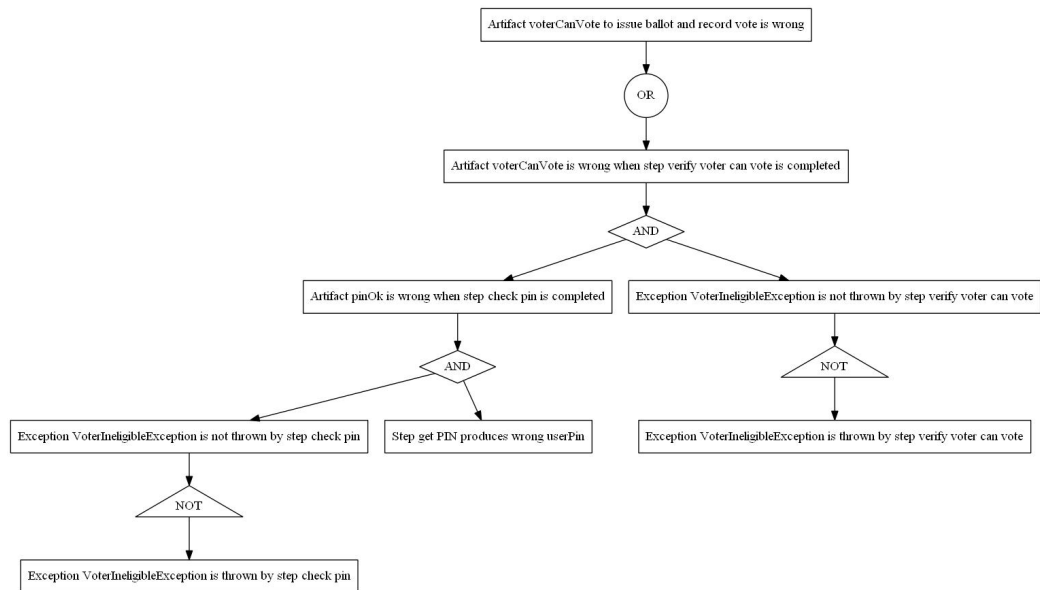 Artifact voterCanVote to issue ballot and record vote is wrong
OR
Artifact voterCanVote is wrong when step verify voter can vote is completed
AND
Artifact pinOk is wrong when step check pin is completed
Exception VoterIneligibleException is not thrown by step verify voter can vote
AND
NOT
Exception VoterIneligibleException is not thrown by step check pin
Step get PIN produces wrong userPin
Exception VoterIneligibleException is thrown by step verify voter can vote
NOT
Exception VoterIneligibleException is thrown by step check pin